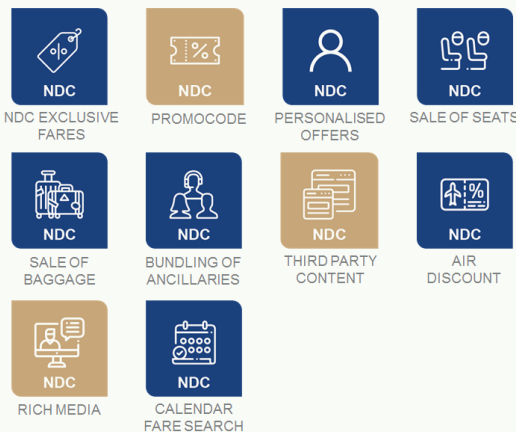 NDC
NDC
NDC
NDC
NDC EXCLUSIVE
FARES
PROMOCODE
PERSONALISED
OFFERS
SALE OF SEATS
NDC
NDC
NDC
NDC
SALE OF
BAGGAGE
BUNDLING OF
ANCILLARIES
THIRD PARTY
CONTENT
AIR
DISCOUNT
NDC
NDC
RICH MEDIA
CALENDAR
FARE SEARCH